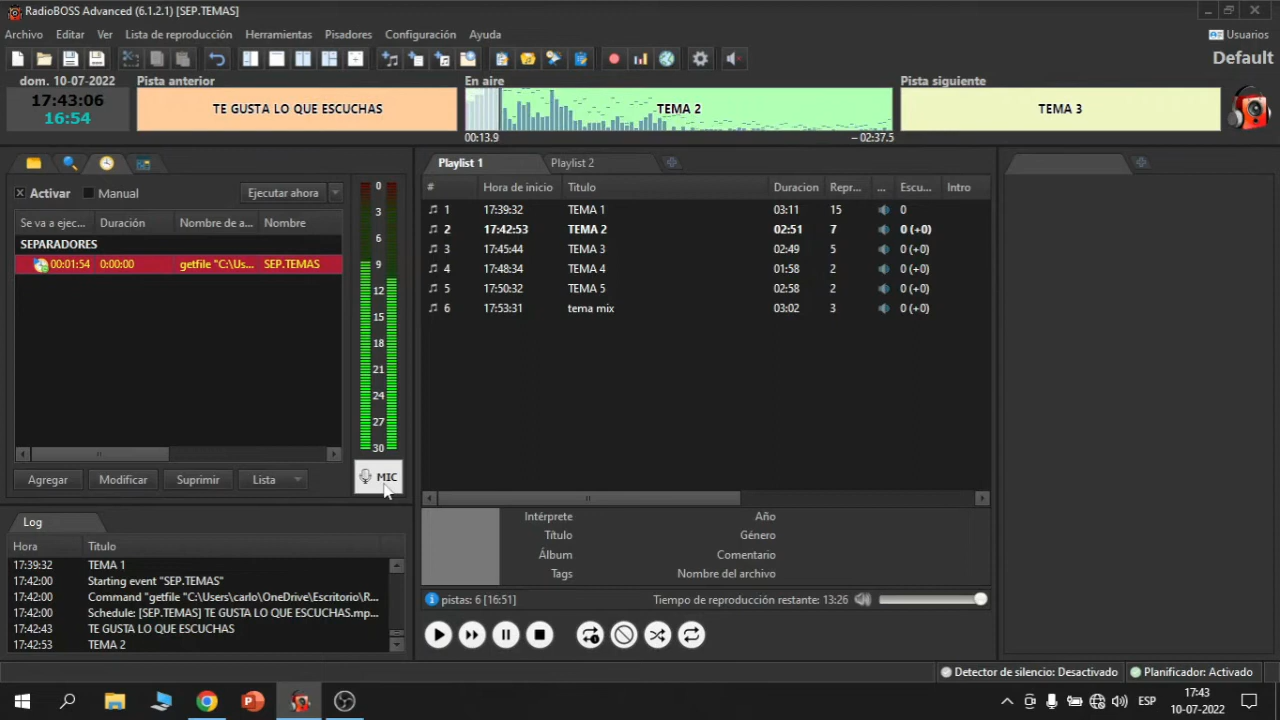 RadioBOSS Advanced (6.1.2.1) [SEP.TEMAS]
Archivo Editar Ver Lista de reproducción Herramientas Pisadores Configuración Ayuda Usuarios
Default
dom. 10-07-2022
17:43:06
16:54
Pista anterior
TE GUSTA LO QUE ESCUCHAS
En aire
TEMA 2
00:13.9 – 02:37.5
Pista siguiente
TEMA 3
Activar Manual Ejecutar ahora
Se va a ejec... Duración Nombre de a... Nombre
SEPARADORES
00:01:54 0:00:00 getfile "C:\Us... SEP.TEMAS
0
3
6
9
12
15
18
21
24
27
30
MIC
Agregar Modificar Suprimir Lista
Playlist 1 Playlist 2
# Hora de inicio Titulo Duracion Repr... ... Escu... Intro
1 17:39:32 TEMA 1 03:11 15 0
2 17:42:53 TEMA 2 02:51 7 0 (+0)
3 17:45:44 TEMA 3 02:49 5 0 (+0)
4 17:48:34 TEMA 4 01:58 2 0 (+0)
5 17:50:32 TEMA 5 02:58 2 0 (+0)
6 17:53:31 tema mix 03:02 3 0 (+0)
Intérprete Año
Título Género
Álbum Comentario
Tags Nombre del archivo
pistas: 6 [16:51] Tiempo de reproducción restante: 13:26
Log
Hora Titulo
17:39:32 TEMA 1
17:42:00 Starting event "SEP.TEMAS"
17:42:00 Command "getfile "C:\Users\carlo\OneDrive\Escritorio\R...
17:42:00 Schedule: [SEP.TEMAS] TE GUSTA LO QUE ESCUCHAS.mp...
17:42:43 TE GUSTA LO QUE ESCUCHAS
17:42:53 TEMA 2
Detector de silencio: Desactivado Planificador: Activado
ESP
17:43
10-07-2022